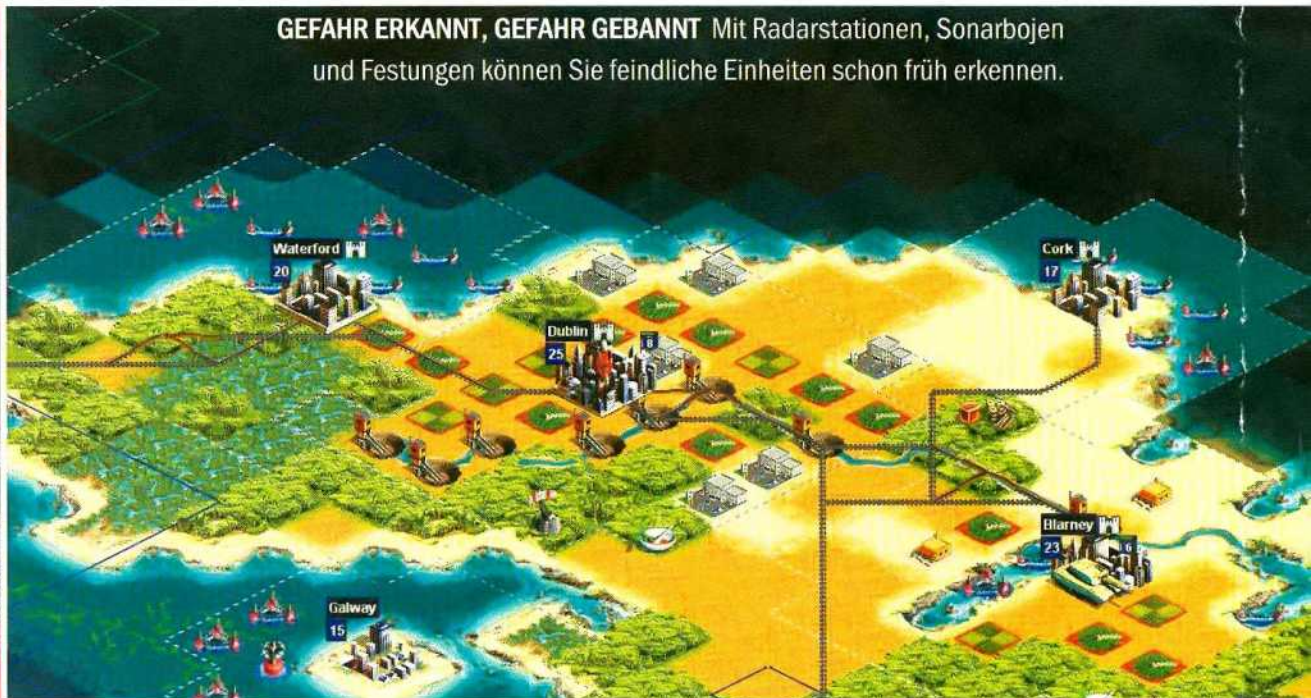 GEFAHR ERKANNT, GEFAHR GEBANNT Mit Radarstationen, Sonarbojen
und Festungen können Sie feindliche Einheiten schon früh erkennen.
Waterford
20
Cork
17
Dublin
25
8
Blarney
23
6
Galway
15